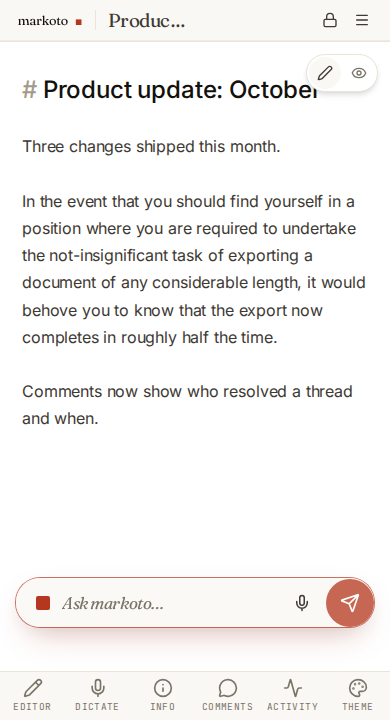 markoto
Produc...
# Product update: October
Three changes shipped this month.
In the event that you should find yourself in a
position where you are required to undertake
the not-insignificant task of exporting a
document of any considerable length, it would
behove you to know that the export now
completes in roughly half the time.
Comments now show who resolved a thread
and when.
Ask markoto...
EDITOR
DICTATE
INFO
COMMENTS
ACTIVITY
THEME